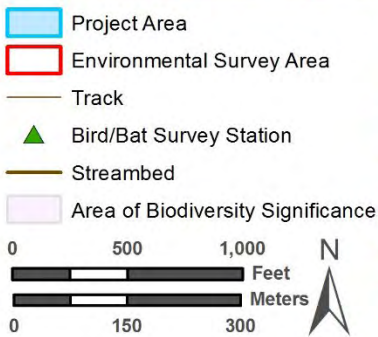 Project Area
Environmental Survey Area
Track
Bird/Bat Survey Station
Streambed
Area of Biodiversity Significance
0 500 1,000 N
Feet
Meters
0 150 300